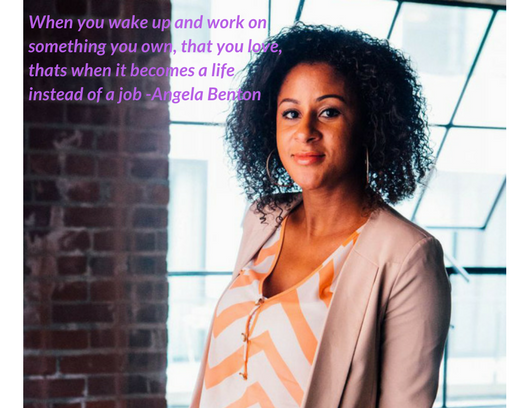 When you wake up and work on
something you own, that you love,
thats when it becomes a life
instead of a job -Angela Benton